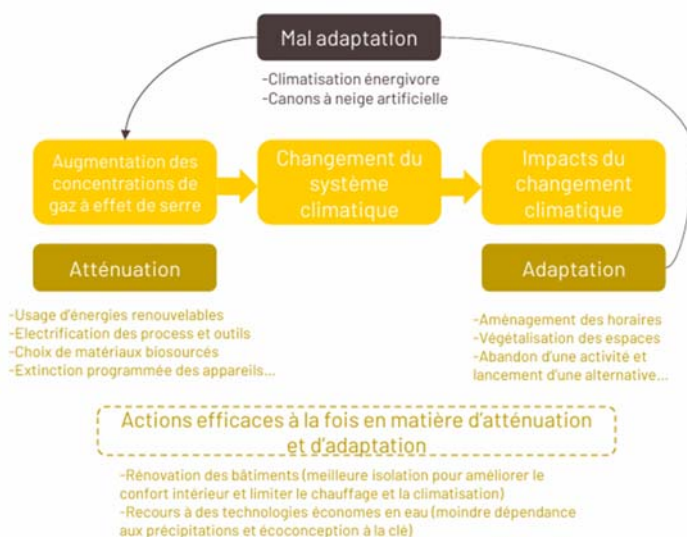 Mal adaptation
-Climatisation énergivore
-Canons à neige artificielle
Augmentation des
concentrations de
gaz à effet de serre
Changement du
système
climatique
Impacts du
changement
climatique
Atténuation
Adaptation
-Usage d'énergies renouvelables
-Electrification des process et outils
-Choix de matériaux biosourcés
-Extinction programmée des appareils...
-Aménagement des horaires
-Végétalisation des espaces
-Abandon d'une activité et
lancement d'une alternative...
Actions efficaces à la fois en matière d'atténuation
et d'adaptation
-Rénovation des bâtiments (meilleure isolation pour améliorer le
confort intérieur et limiter le chauffage et la climatisation)
-Recours à des technologies économes en eau (moindre dépendance
aux précipitations et écoconception à la clé)